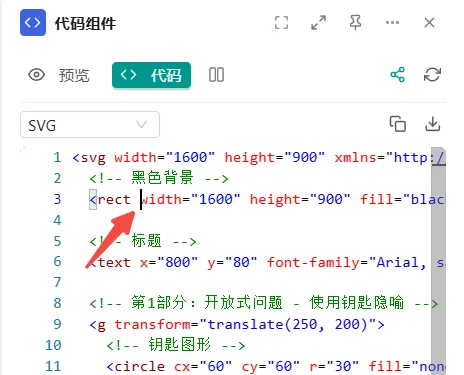 代码组件
预览
代码
SVG
1 <svg width="1600" height="900" xmlns="http:/
2 <!-- 黑色背景 -->
3 <rect width="1600" height="900" fill="blac
4
5 <!-- 标题 -->
6 <text x="800" y="80" font-family="Arial, sa
7
8 <!-- 第1部分：开放式问题 - 使用钥匙隐喻 -->
9 <g transform="translate(250, 200)">
10 <!-- 钥匙图形 -->
11 <circle cx="60" cy="60" r="30" fill="none